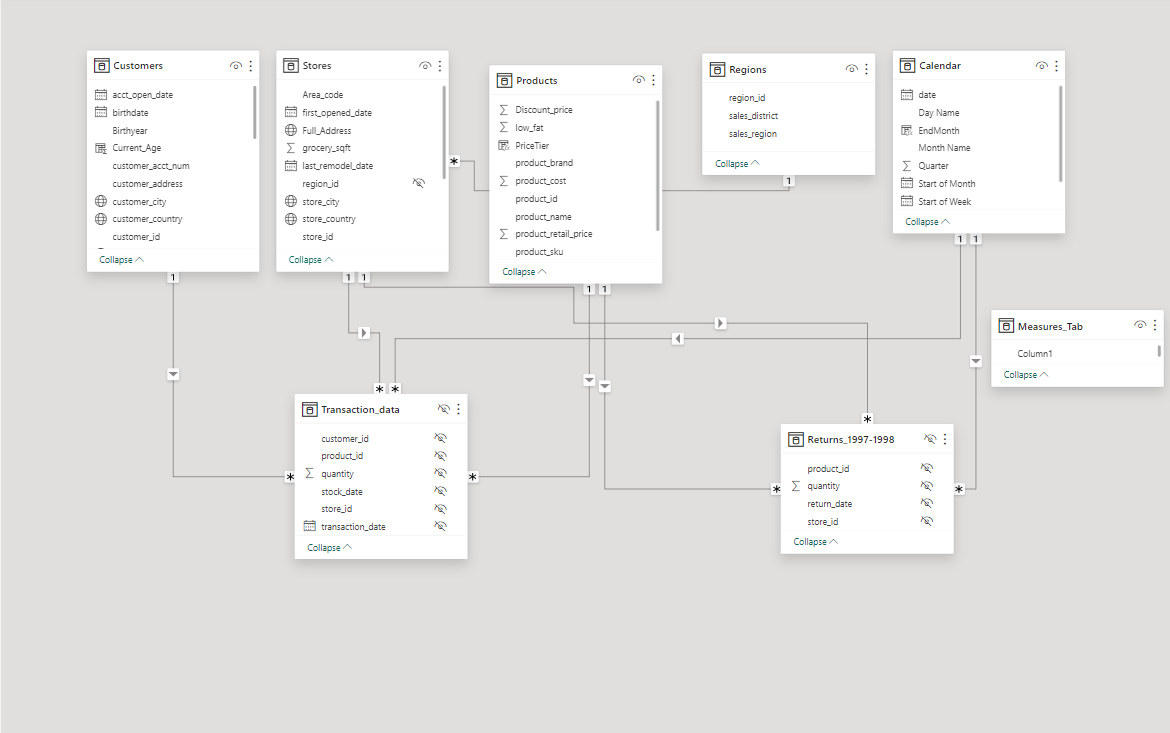 Customers
acct_open_date
birthdate
Birthyear
Current_Age
customer_acct_num
customer_address
customer_city
customer_country
customer_id
Collapse
1
Stores
Area_code
first_opened_date
Full_Address
grocery_sqft
last_remodel_date
region_id
store_city
store_country
store_id
Collapse
*
1 1
Products
Discount_price
low_fat
PriceTier
product_brand
product_cost
product_id
product_name
product_retail_price
product_sku
Collapse
1 1
Regions
region_id
sales_district
sales_region
Collapse
1
Calendar
date
Day Name
EndMonth
Month Name
Quarter
Start of Month
Start of Week
Collapse
1 1
Measures_Tab
Column1
Collapse
* *
Transaction_data
customer_id
product_id
quantity
stock_date
store_id
transaction_date
Collapse
* *
*
Returns_1997-1998
product_id
quantity
return_date
store_id
Collapse
* *